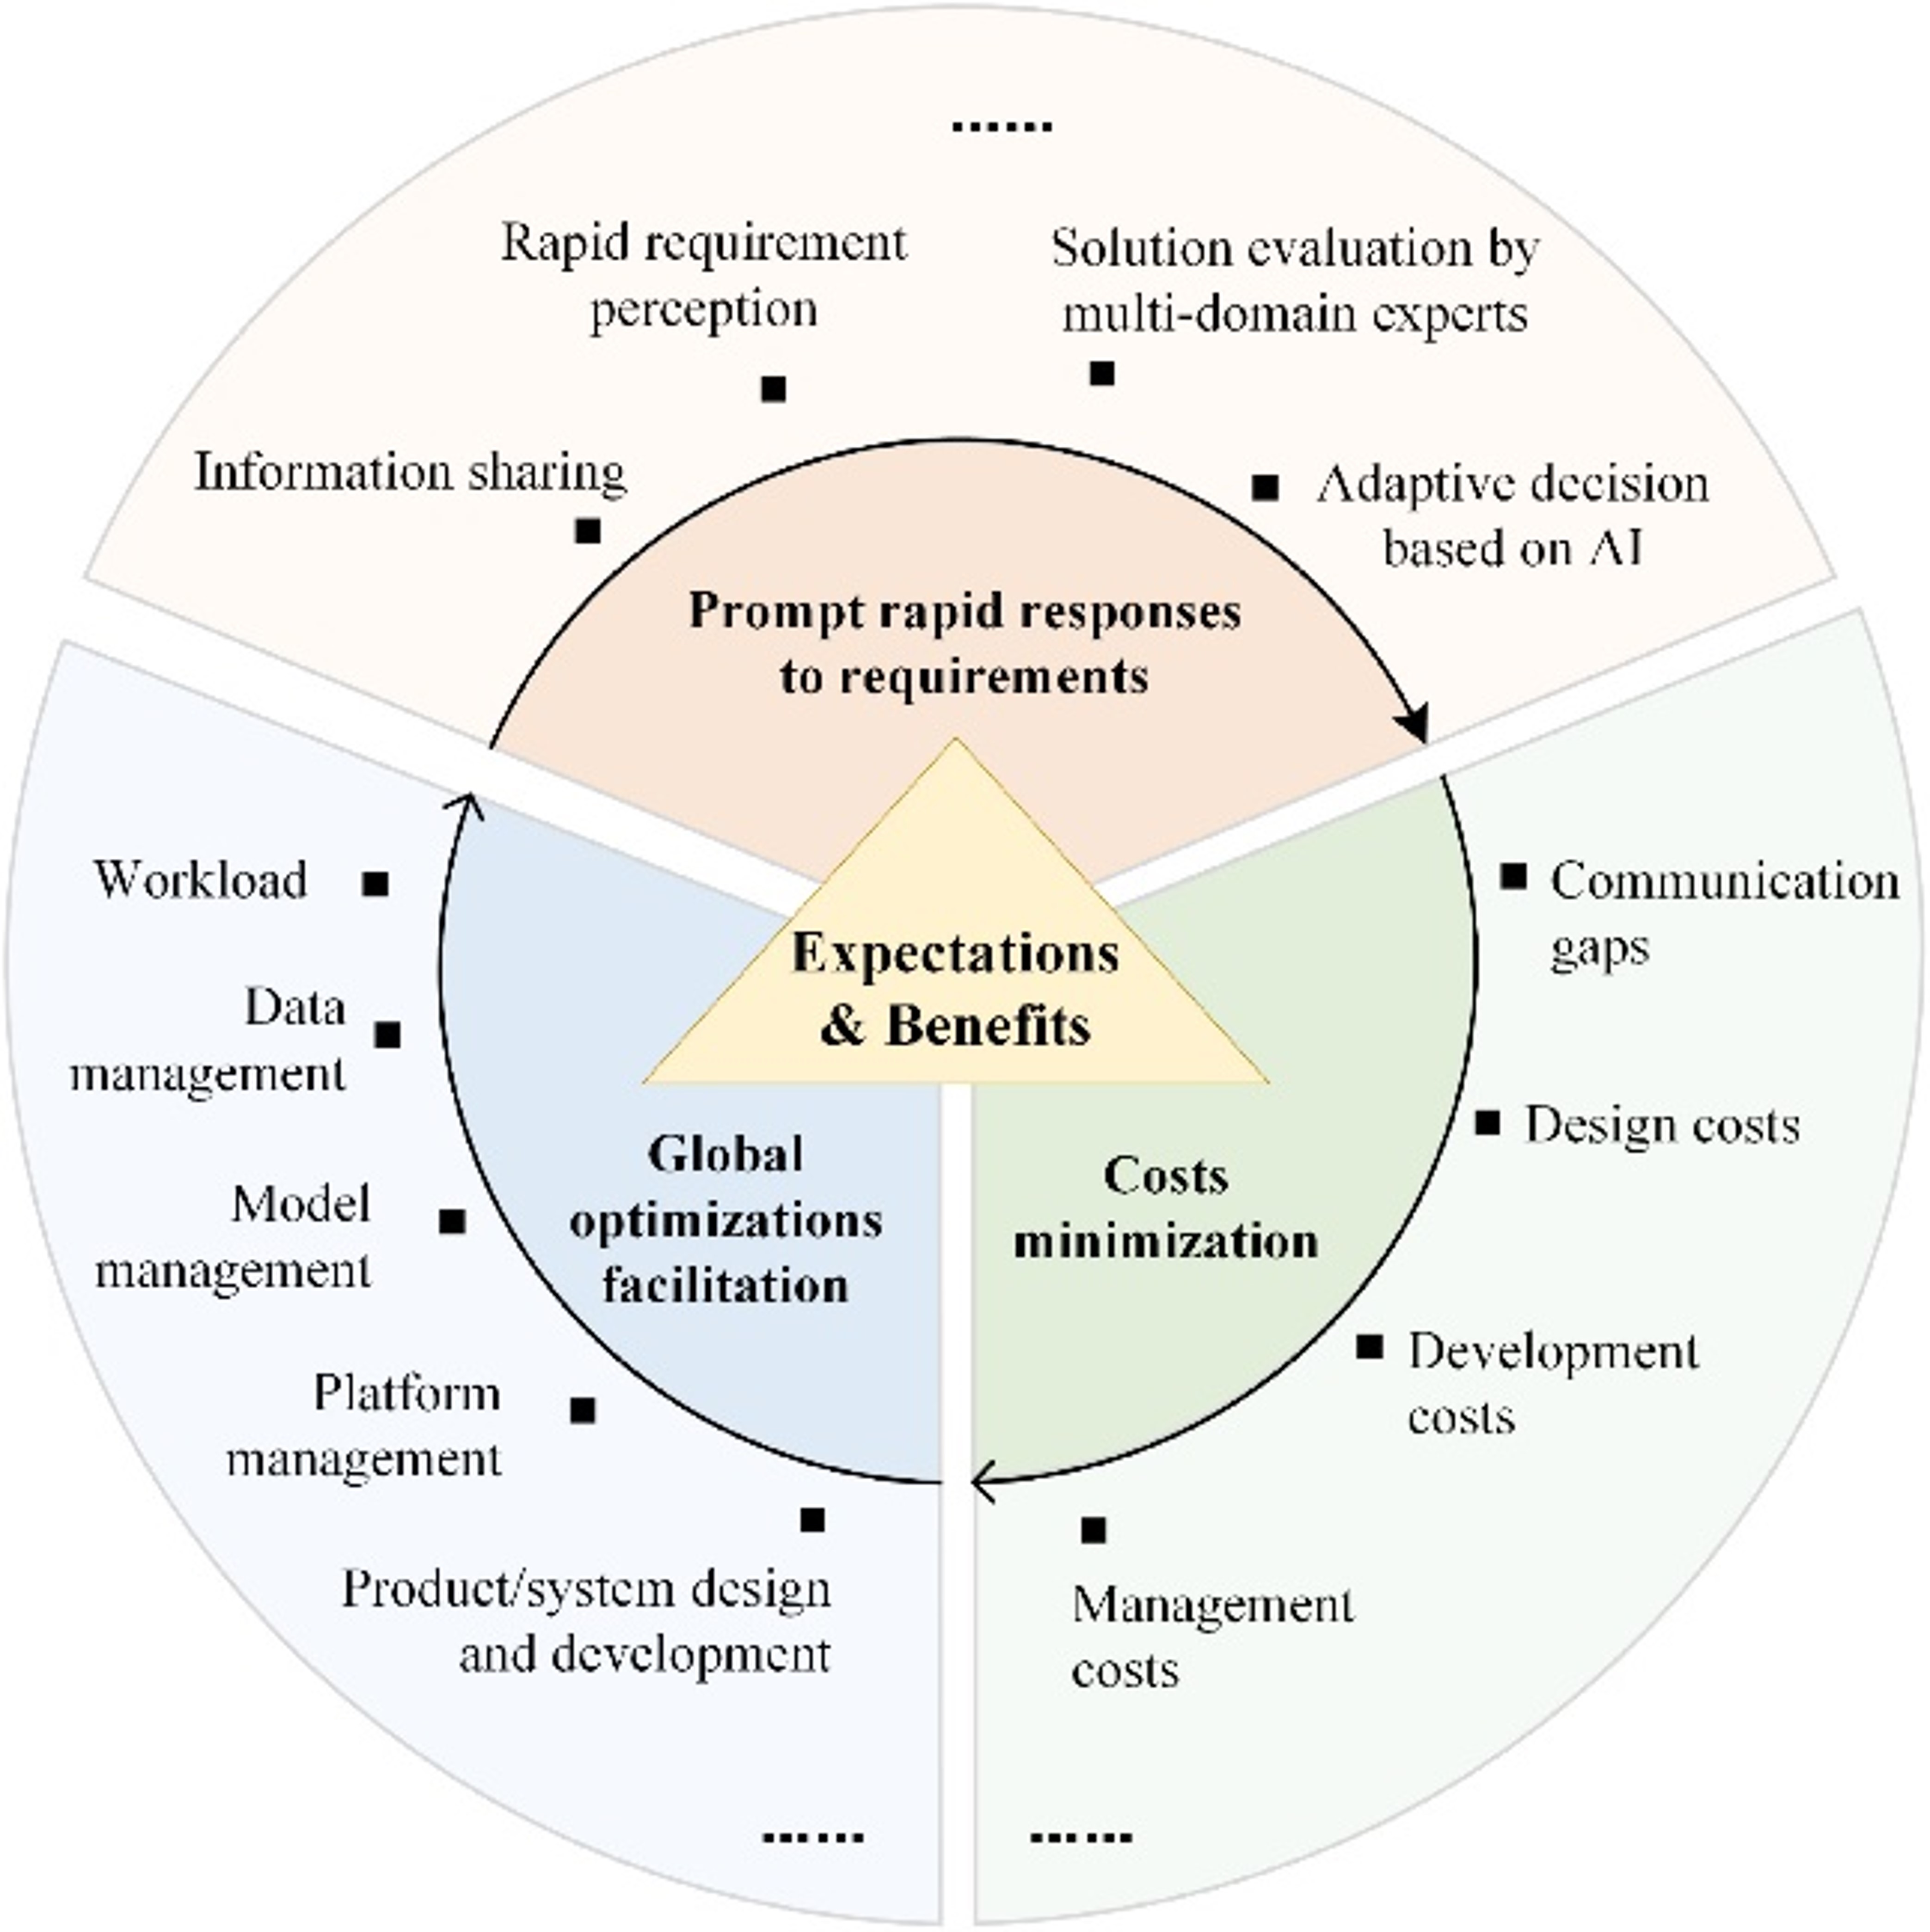 ......
Rapid requirement
perception
Solution evaluation by
multi-domain experts
Information sharing
Adaptive decision
based on AI
Prompt rapid responses
to requirements
Expectations
& Benefits
Communication
gaps
Design costs
Development
costs
Management
costs
Costs
minimization
......
Workload
Data
management
Model
management
Platform
management
Product/system design
and development
Global
optimizations
facilitation
......